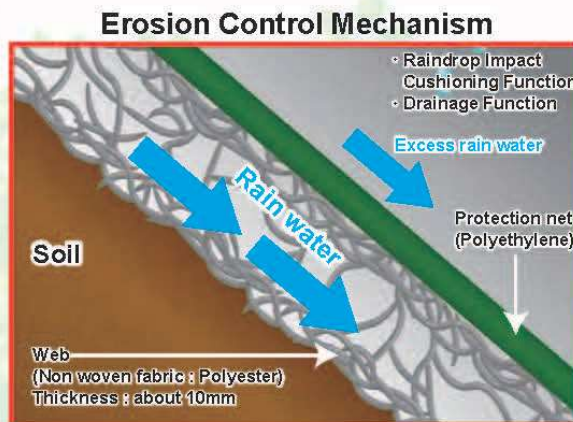 Erosion Control Mechanism
· Raindrop Impact
Cushioning Function
· Drainage Function
Excess rain water
Rain water
Protection net
(Polyethylene)
Soil
Web
(Non woven fabric : Polyester)
Thickness : about 10mm